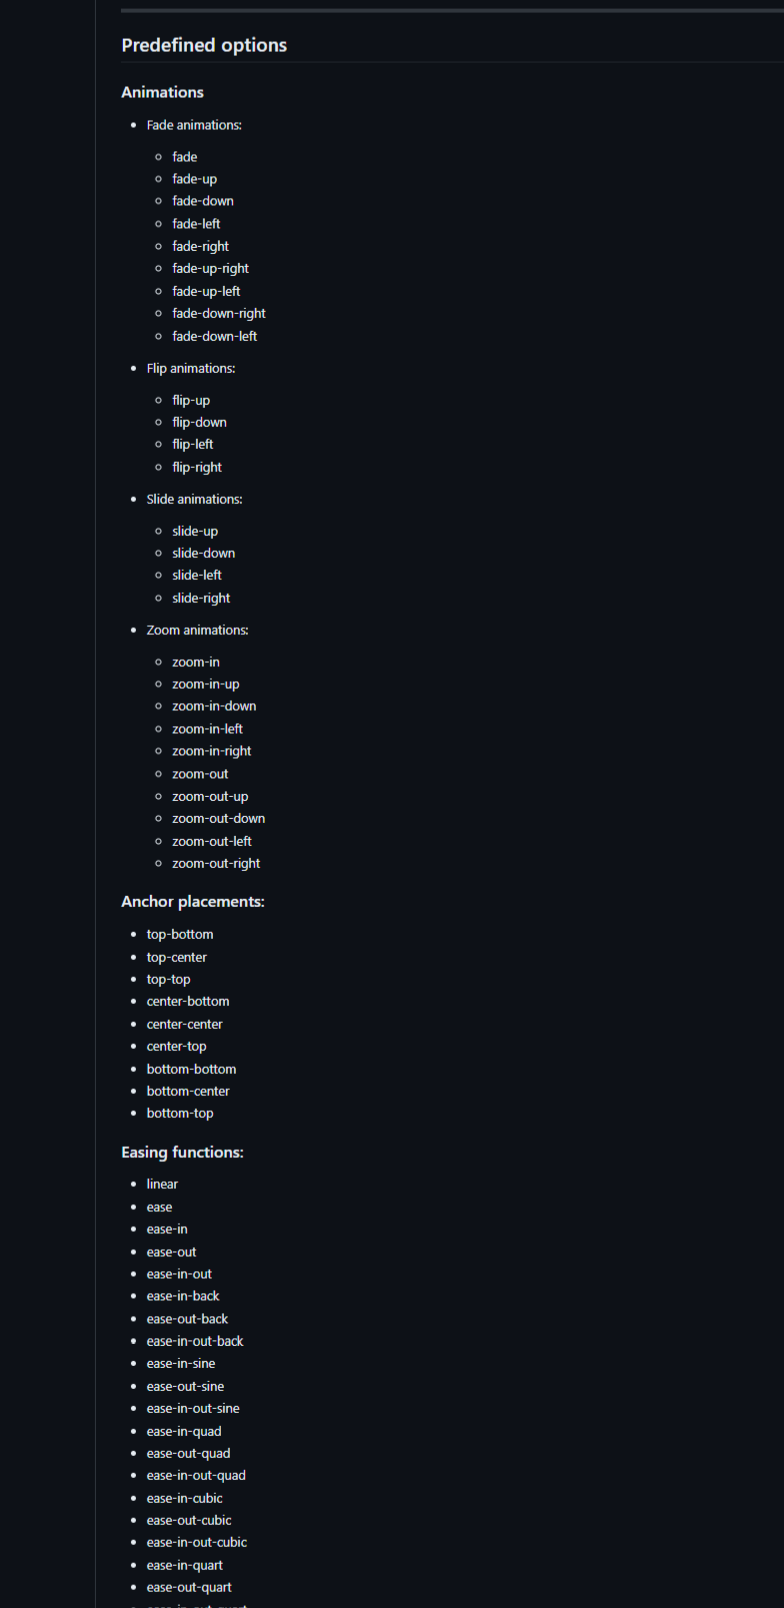 Predefined options
Animations
Fade animations:
fade
fade-up
fade-down
fade-left
fade-right
fade-up-right
fade-up-left
fade-down-right
fade-down-left
Flip animations:
flip-up
flip-down
flip-left
flip-right
Slide animations:
slide-up
slide-down
slide-left
slide-right
Zoom animations:
zoom-in
zoom-in-up
zoom-in-down
zoom-in-left
zoom-in-right
zoom-out
zoom-out-up
zoom-out-down
zoom-out-left
zoom-out-right
Anchor placements:
top-bottom
top-center
top-top
center-bottom
center-center
center-top
bottom-bottom
bottom-center
bottom-top
Easing functions:
linear
ease
ease-in
ease-out
ease-in-out
ease-in-back
ease-out-back
ease-in-out-back
ease-in-sine
ease-out-sine
ease-in-out-sine
ease-in-quad
ease-out-quad
ease-in-out-quad
ease-in-cubic
ease-out-cubic
ease-in-out-cubic
ease-in-quart
ease-out-quart